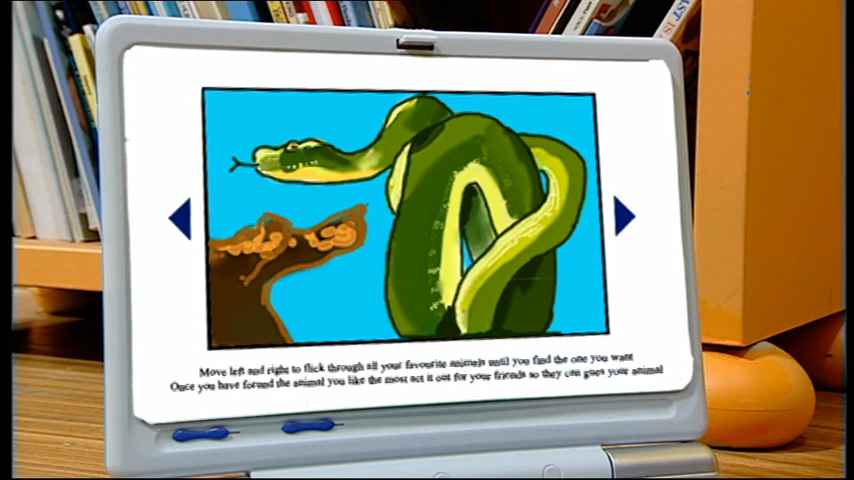 Move left and right to flick through all your favourite animals until you find the one you want
Once you have forund the animal you like the most act it out for your friends so they can gues your animal